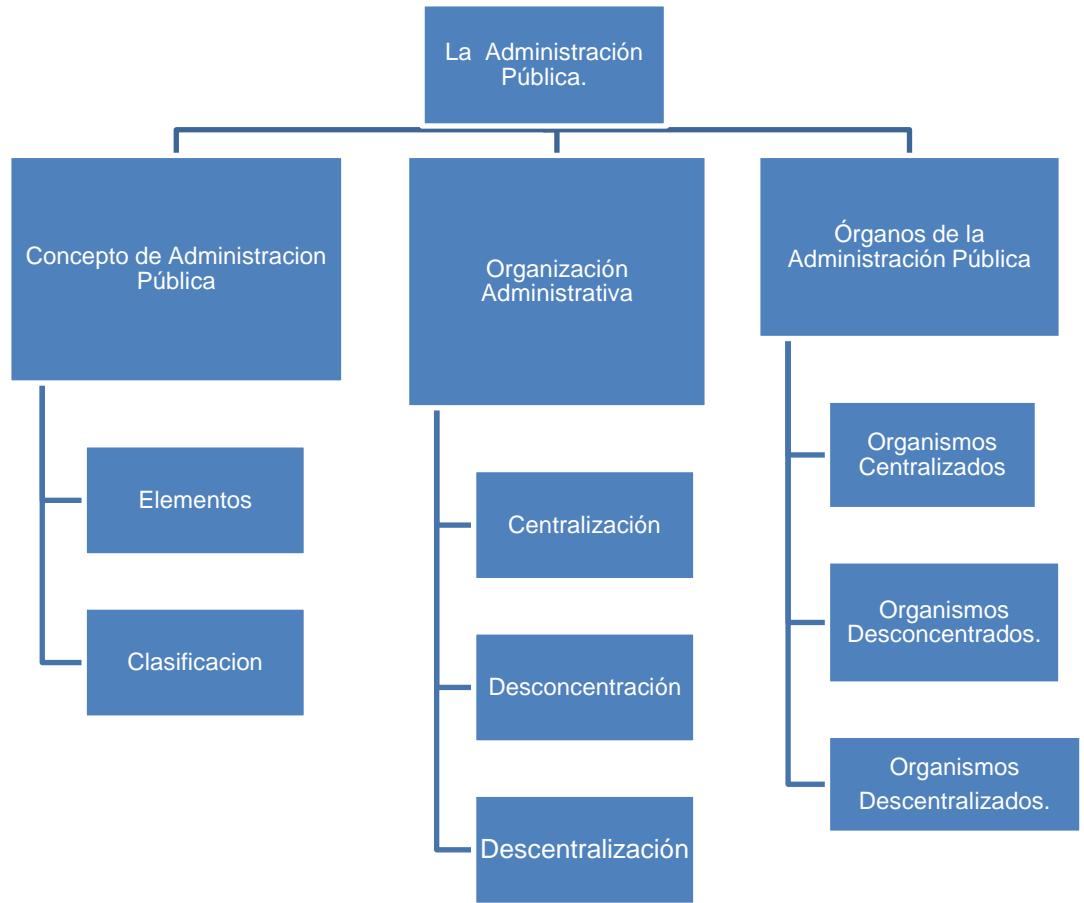 La Administración
Pública.
Concepto de Administracion
Pública
Elementos
Clasificacion
Organización
Administrativa
Centralización
Desconcentración
Descentralización
Órganos de la
Administración Pública
Organismos
Centralizados
Organismos
Desconcentrados.
Organismos
Descentralizados.